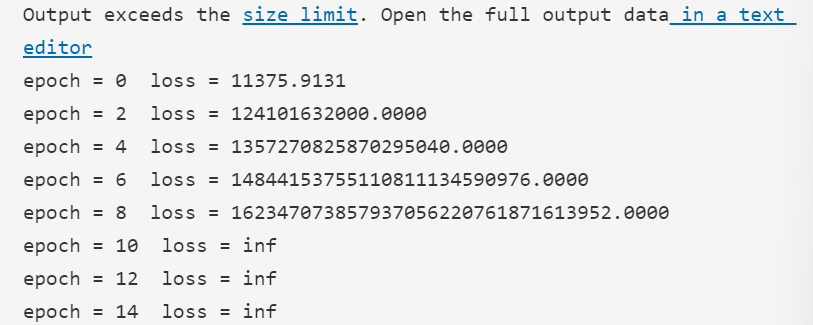 Output exceeds the size limit. Open the full output data in a text
editor
epoch = 0  loss = 11375.9131
epoch = 2  loss = 124101632000.0000
epoch = 4  loss = 1357270825870295040.0000
epoch = 6  loss = 14844153755110811134590976.0000
epoch = 8  loss = 162347073857937056220761871613952.0000
epoch = 10  loss = inf
epoch = 12  loss = inf
epoch = 14  loss = inf